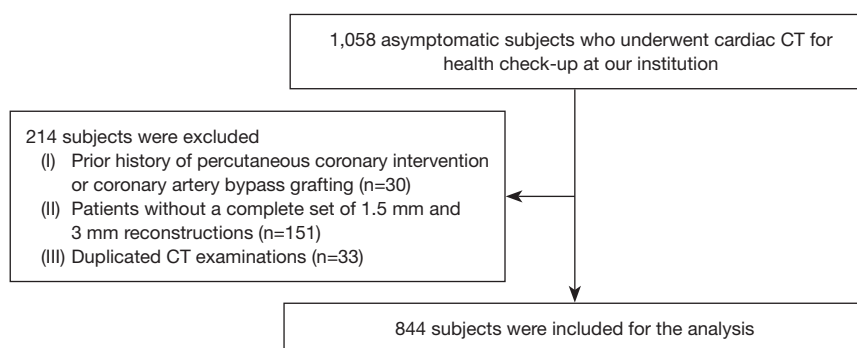 1,058 asymptomatic subjects who underwent cardiac CT for
health check-up at our institution
214 subjects were excluded
(I) Prior history of percutaneous coronary intervention
or coronary artery bypass grafting (n=30)
(II) Patients without a complete set of 1.5 mm and
3 mm reconstructions (n=151)
(III) Duplicated CT examinations (n=33)
844 subjects were included for the analysis